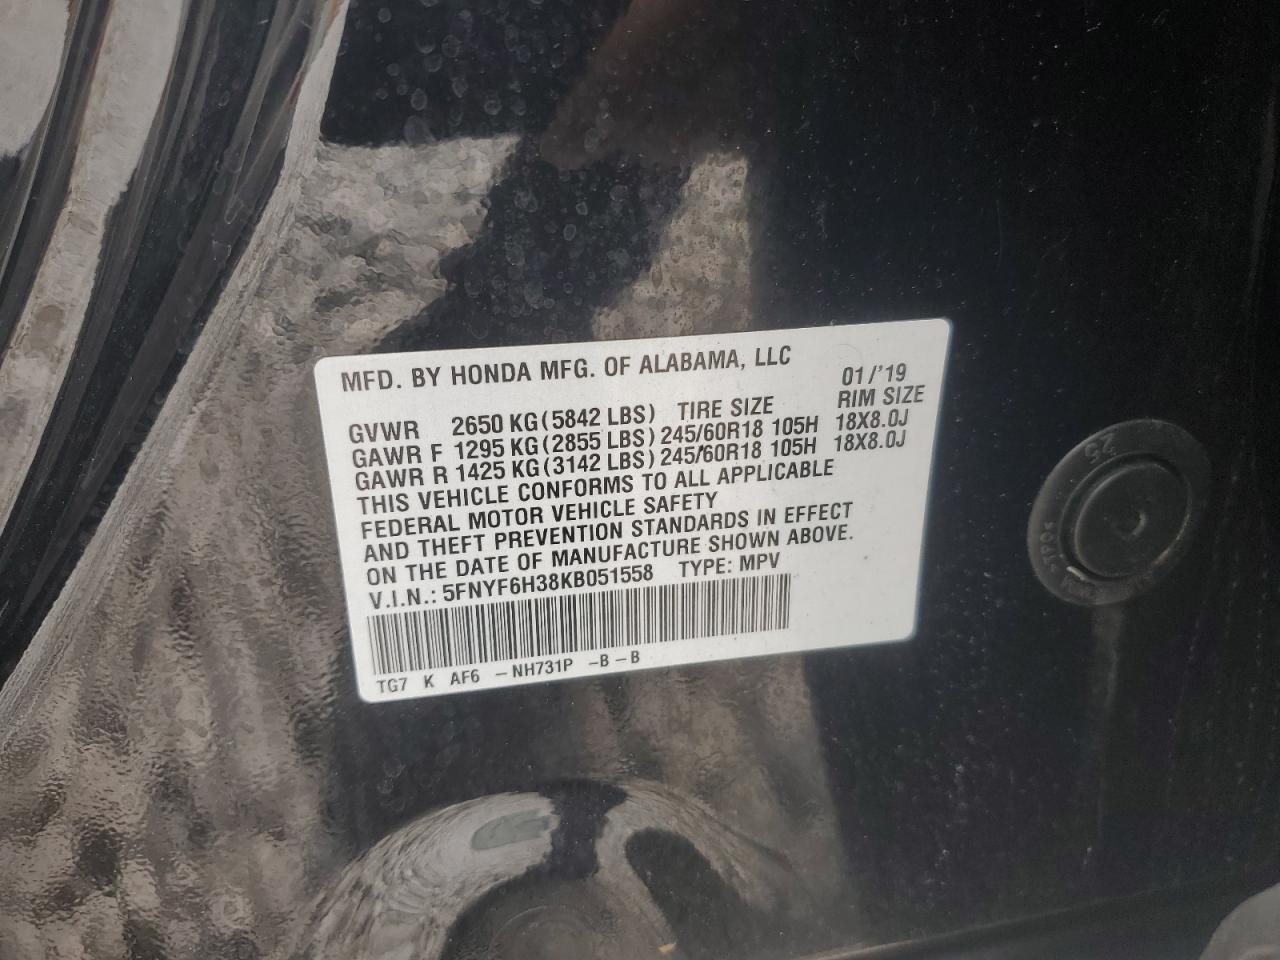 MFD. BY HONDA MFG. OF ALABAMA, LLC
01/'19
GVWR 2650 KG (5842 LBS) TIRE SIZE RIM SIZE
GAWR F 1295 KG (2855 LBS) 245/60R18 105H 18X8.0J
GAWR R 1425 KG (3142 LBS) 245/60R18 105H 18X8.0J
THIS VEHICLE CONFORMS TO ALL APPLICABLE
FEDERAL MOTOR VEHICLE SAFETY
AND THEFT PREVENTION STANDARDS IN EFFECT
ON THE DATE OF MANUFACTURE SHOWN ABOVE.
V.I.N.: 5FNYF6H38KB051558 TYPE: MPV
TG7 K AF6 -NH731P -B-B
25